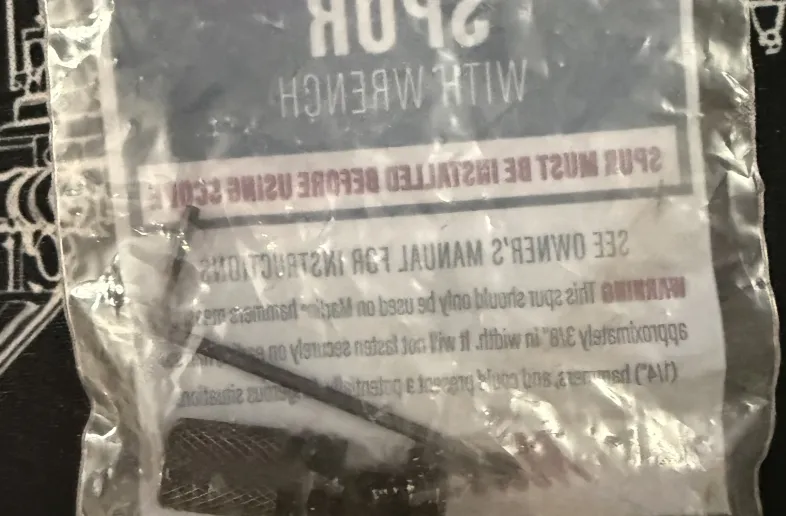 SPUR
WITH WRENCH
SPUR MUST BE INSTALLED BEFORE USING SCOPE
SEE OWNER'S MANUAL FOR INSTRUCTIONS
WARNING This spur should only be used on Marlin hammers
approximately 3/8" in width. It will not fasten securely on
(1/4") hammers, and could present a potentially dangerous situation.